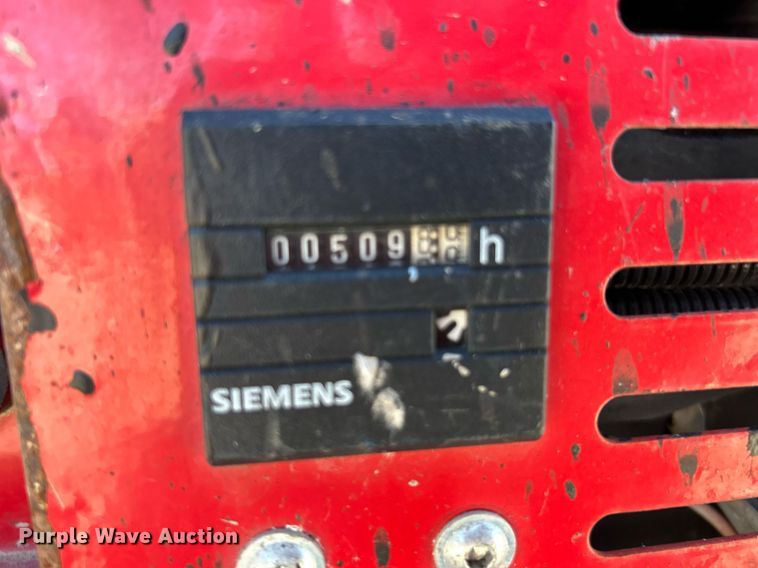 00509 h
SIEMENS
Purple Wave Auction